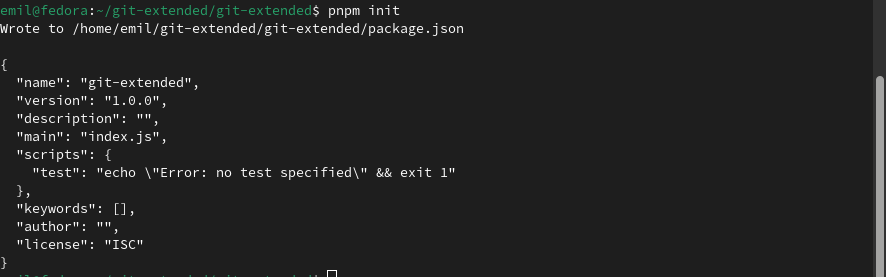 emil@fedora:~/git-extended/git-extended$ pnpm init
Wrote to /home/emil/git-extended/git-extended/package.json
{
"name": "git-extended",
"version": "1.0.0",
"description": "",
"main": "index.js",
"scripts": {
"test": "echo \"Error: no test specified\" && exit 1"
},
"keywords": [],
"author": "",
"license": "ISC"
}